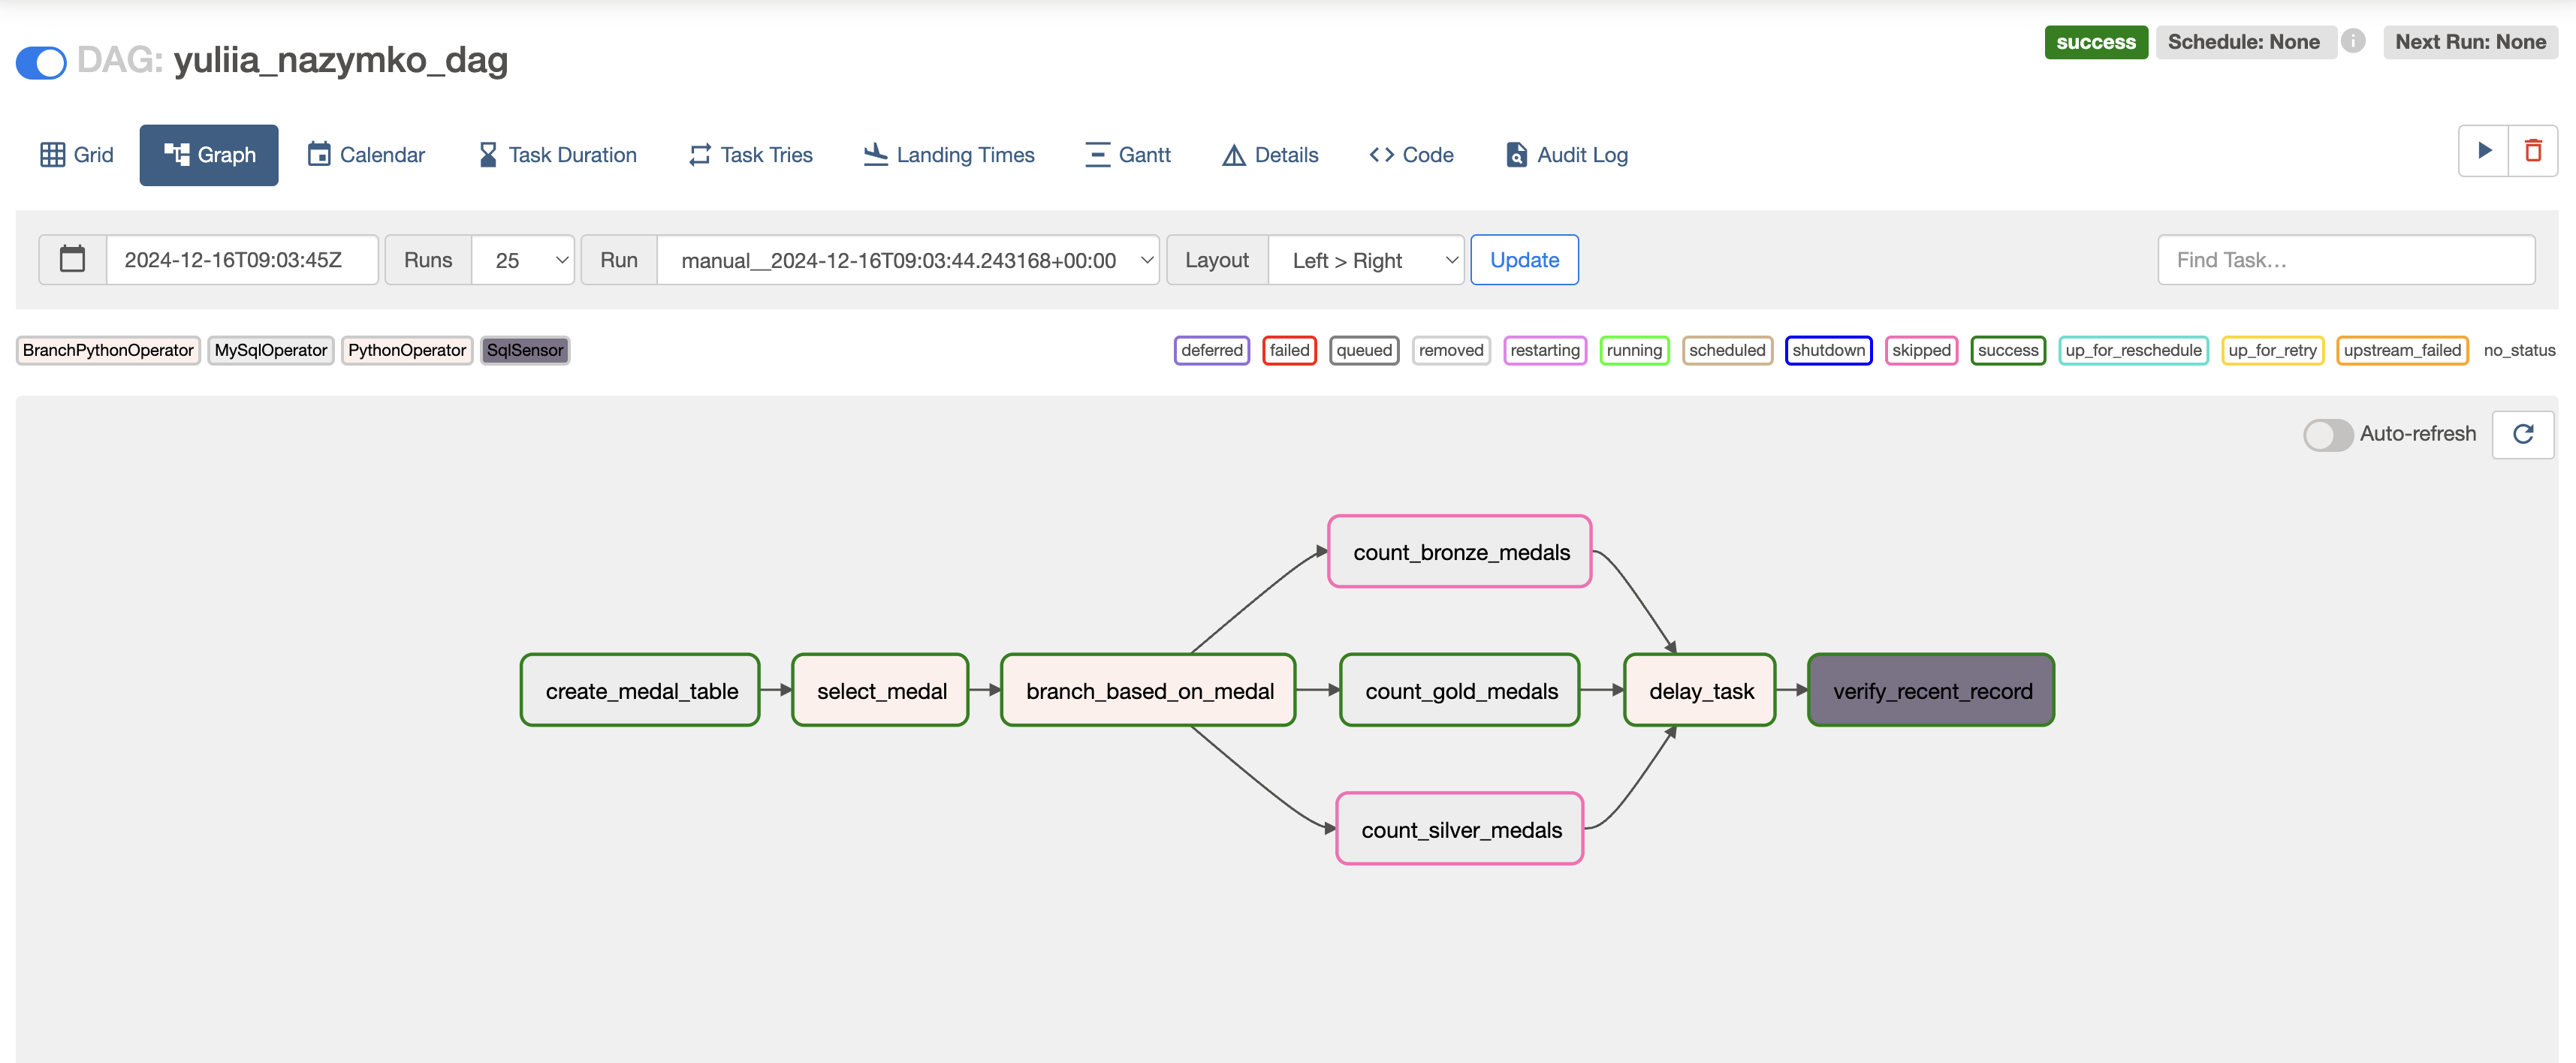 DAG: yuliia_nazymko_dag
success Schedule: None i Next Run: None
Grid Graph Calendar Task Duration Task Tries Landing Times Gantt Details Code Audit Log
2024-12-16T09:03:45Z Runs 25 Run manual__2024-12-16T09:03:44.243168+00:00 Layout Left > Right Update Find Task…
BranchPythonOperator MySqlOperator PythonOperator SqlSensor deferred failed queued removed restarting running scheduled shutdown skipped success up_for_reschedule up_for_retry upstream_failed no_status
Auto-refresh
count_bronze_medals
create_medal_table select_medal branch_based_on_medal count_gold_medals delay_task verify_recent_record
count_silver_medals